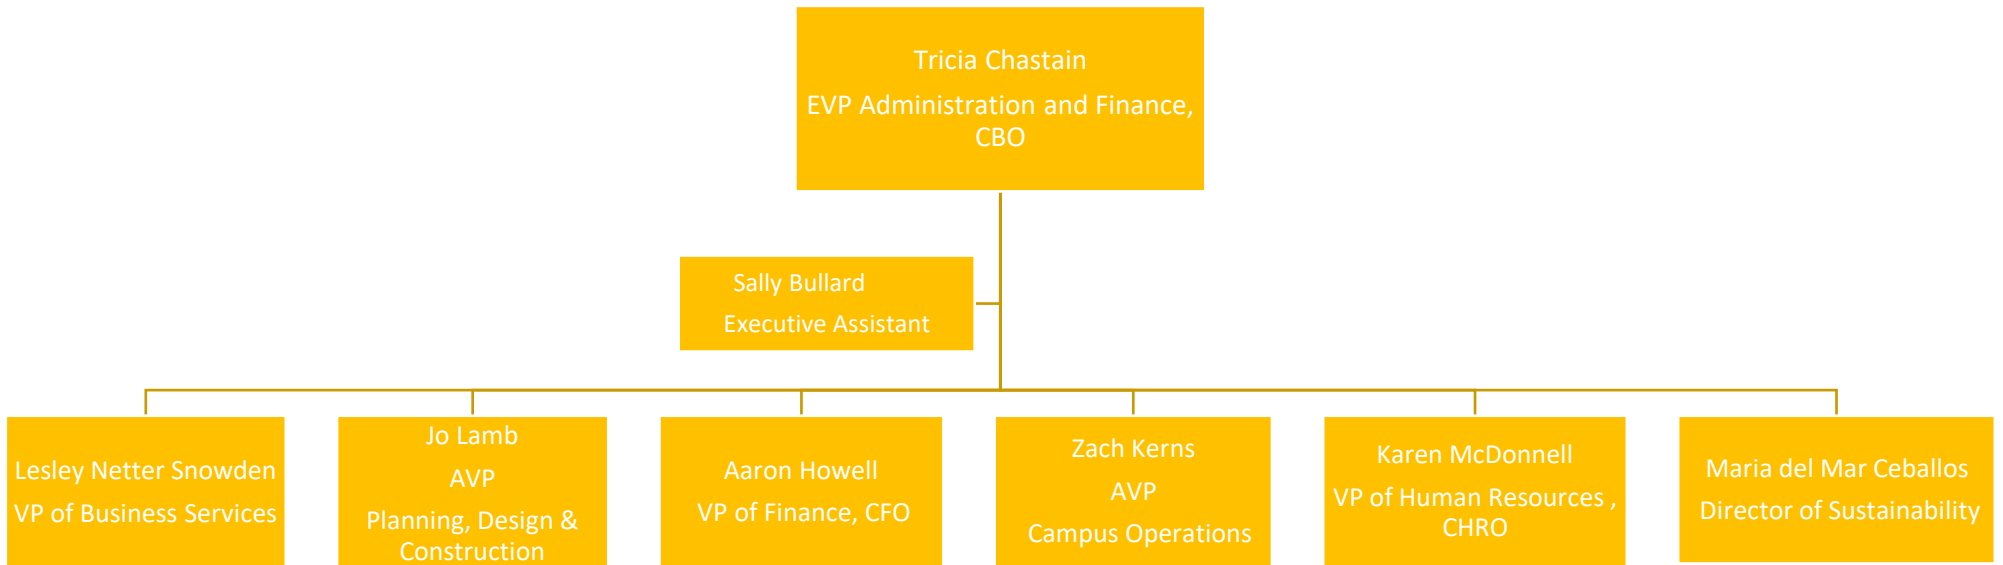 Tricia Chastain
EVP Administration and Finance,
CBO
Sally Bullard
Executive Assistant
Lesley Netter Snowden
VP of Business Services
Jo Lamb
AVP
Planning, Design &
Construction
Aaron Howell
VP of Finance, CFO
Zach Kerns
AVP
Campus Operations
Karen McDonnell
VP of Human Resources ,
CHRO
Maria del Mar Ceballos
Director of Sustainability